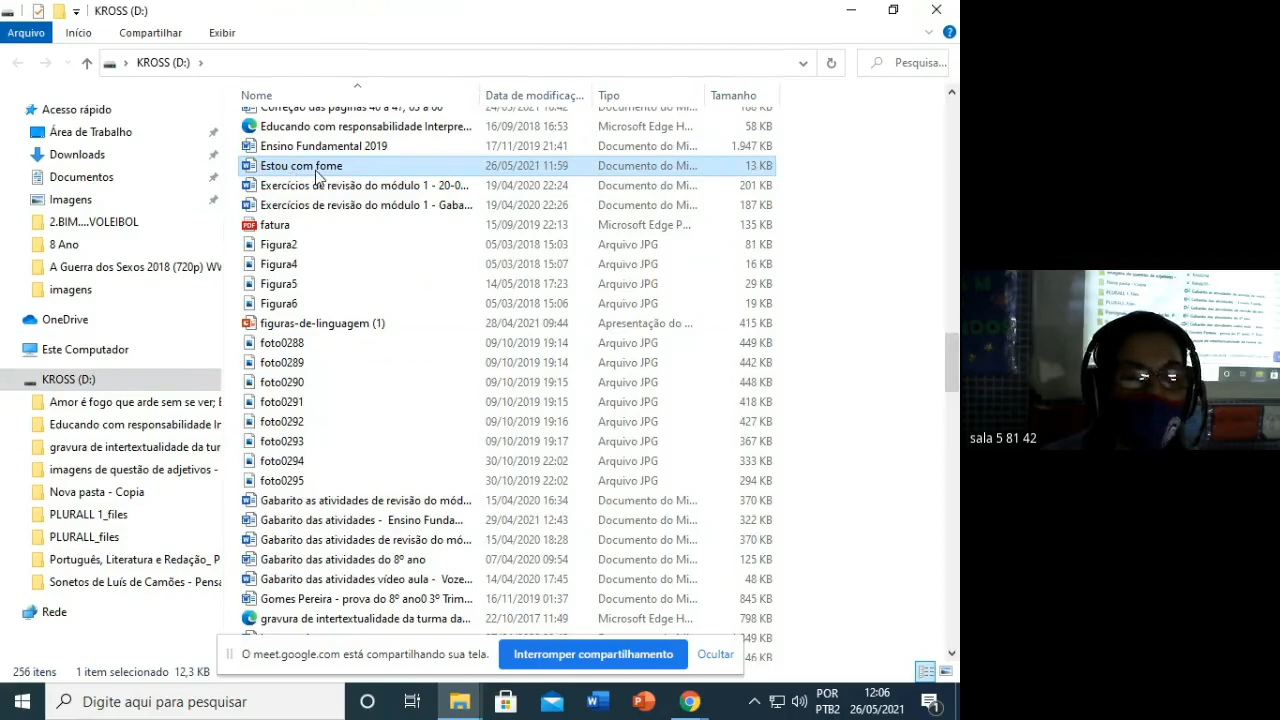 KROSS (D:)
Arquivo Início Compartilhar Exibir
KROSS (D:)
Pesquisa...
Nome Data de modificaç... Tipo Tamanho
Acesso rápido
Área de Trabalho
Downloads
Documentos
Imagens
2.BIM....VOLEIBOL
8 Ano
A Guerra dos Sexos 2018 (720p) WV
imagens
OneDrive
Este Computador
KROSS (D:)
Amor é fogo que arde sem se ver;
Educando com responsabilidade In
gravura de intertextualidade da tur
imagens de questão de adjetivos -
Nova pasta - Copia
PLURALL 1_files
PLURALL_files
Português, Literatura e Redação_ P
Sonetos de Luís de Camões - Pensa
Rede
Correção das páginas 40 a 47, 65 a 66 24/05/2021 10:42 Documento do Mi... 188 KB
Educando com responsabilidade Interpre... 16/09/2018 16:53 Microsoft Edge H... 58 KB
Ensino Fundamental 2019 17/11/2019 21:41 Documento do Mi... 1.947 KB
Estou com fome 26/05/2021 11:59 Documento do Mi... 13 KB
Exercícios de revisão do módulo 1 - 20-0... 19/04/2020 22:24 Documento do Mi... 201 KB
Exercícios de revisão do módulo 1 - Gaba... 19/04/2020 22:26 Documento do Mi... 187 KB
fatura 15/09/2019 22:13 Microsoft Edge P... 135 KB
Figura2 05/03/2018 15:03 Arquivo JPG 81 KB
Figura4 05/03/2018 15:07 Arquivo JPG 16 KB
Figura5 14/05/2018 17:23 Arquivo JPG 29 KB
Figura6 05/03/2018 15:06 Arquivo JPG 19 KB
figuras-de-linguagem (1) 28/04/2021 09:44 Apresentação do ... 415 KB
foto0288 09/10/2019 19:14 Arquivo JPG 449 KB
foto0289 09/10/2019 19:14 Arquivo JPG 442 KB
foto0290 09/10/2019 19:15 Arquivo JPG 448 KB
foto0291 09/10/2019 19:15 Arquivo JPG 418 KB
foto0292 09/10/2019 19:16 Arquivo JPG 427 KB
foto0293 09/10/2019 19:17 Arquivo JPG 367 KB
foto0294 30/10/2019 22:02 Arquivo JPG 333 KB
foto0295 30/10/2019 22:02 Arquivo JPG 294 KB
Gabarito as atividades de revisão do mód... 15/04/2020 16:34 Documento do Mi... 370 KB
Gabarito das atividades - Ensino Funda... 29/04/2021 12:43 Documento do Mi... 322 KB
Gabarito das atividades de revisão do mó... 15/04/2020 18:28 Documento do Mi... 370 KB
Gabarito das atividades do 8º ano 07/04/2020 09:54 Documento do Mi... 125 KB
Gabarito das atividades vídeo aula - Voze... 14/04/2020 17:45 Documento do Mi... 48 KB
Gomes Pereira - prova do 8º ano0 3º Trim... 16/11/2019 01:37 Documento do Mi... 845 KB
gravura de intertextualidade da turma da... 22/10/2017 11:49 Microsoft Edge H... 798 KB
46 KB
O meet.google.com está compartilhando sua tela. Interromper compartilhamento Ocultar
256 itens 1 item selecionado 12,3 KB
Digite aqui para pesquisar
POR
PTB2
12:06
26/05/2021
1
sala 5 81 42